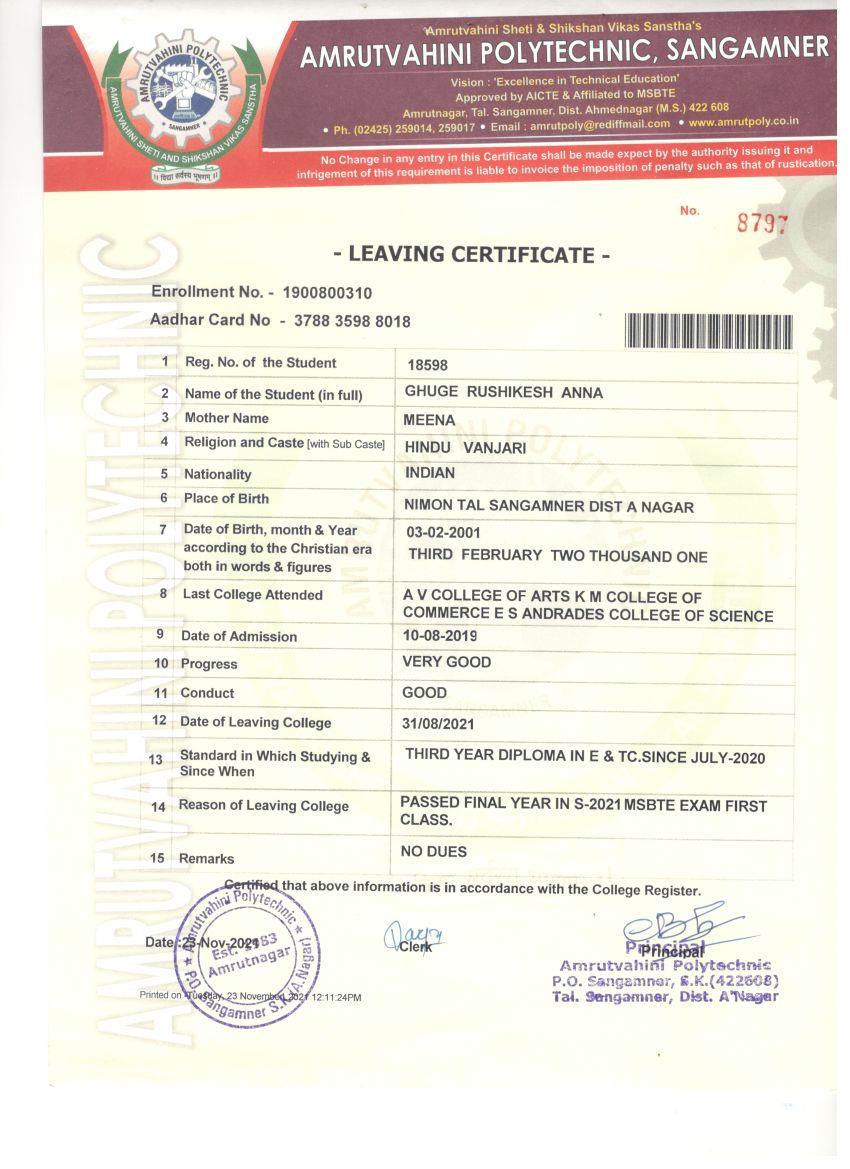 Amrutvahini Sheti & Shikshan Vikas Sanstha's
AMRUTVAHINI POLYTECHNIC, SANGAMNER
Vision : 'Excellence in Technical Education'
Approved by AICTE & Affiliated to MSBTE
Amrutnagar, Tal. Sangamner, Dist. Ahmednagar (M.S.) 422 608
• Ph. (02425) 259014, 259017 • Email : amrutpoly@rediffmail.com • www.amrutpoly.co.in
AMRUTVAHINI POLYTECHNIC
SANGAMNER
AMRUTVAHINI SHETI AND SHIKSHAN VIKAS SANSTHA
।। विद्या सर्वस्य भूषणम् ।।
No Change in any entry in this Certificate shall be made expect by the authority issuing it and
infrigement of this requirement is liable to invoice the imposition of penalty such as that of rustication.
No. 8797
- LEAVING CERTIFICATE -
Enrollment No. - 1900800310
Aadhar Card No - 3788 3598 8018
1 Reg. No. of the Student 18598
2 Name of the Student (in full) GHUGE RUSHIKESH ANNA
3 Mother Name MEENA
4 Religion and Caste [with Sub Caste] HINDU VANJARI
5 Nationality INDIAN
6 Place of Birth NIMON TAL SANGAMNER DIST A NAGAR
7 Date of Birth, month & Year 03-02-2001
according to the Christian era THIRD FEBRUARY TWO THOUSAND ONE
both in words & figures
8 Last College Attended A V COLLEGE OF ARTS K M COLLEGE OF
COMMERCE E S ANDRADES COLLEGE OF SCIENCE
9 Date of Admission 10-08-2019
10 Progress VERY GOOD
11 Conduct GOOD
12 Date of Leaving College 31/08/2021
13 Standard in Which Studying & THIRD YEAR DIPLOMA IN E & TC.SINCE JULY-2020
Since When
14 Reason of Leaving College PASSED FINAL YEAR IN S-2021 MSBTE EXAM FIRST
CLASS.
15 Remarks NO DUES
Certified that above information is in accordance with the College Register.
Date :23-Nov-2021
Clerk
Principal
Principal
Amrutvahini Polytechnic
P.O. Sangamner, S.K.(422608)
Tal. Sangamner, Dist. A'Nagar
Amrutvahini Polytechnic
Est. 1983
Amrutnagar
P.O. Sangamner S.K. (A.Nagar)
Printed on -Tuesday, 23 November, 2021 12:11:24PM
AMRUTVAHINI POLYTECHNIC